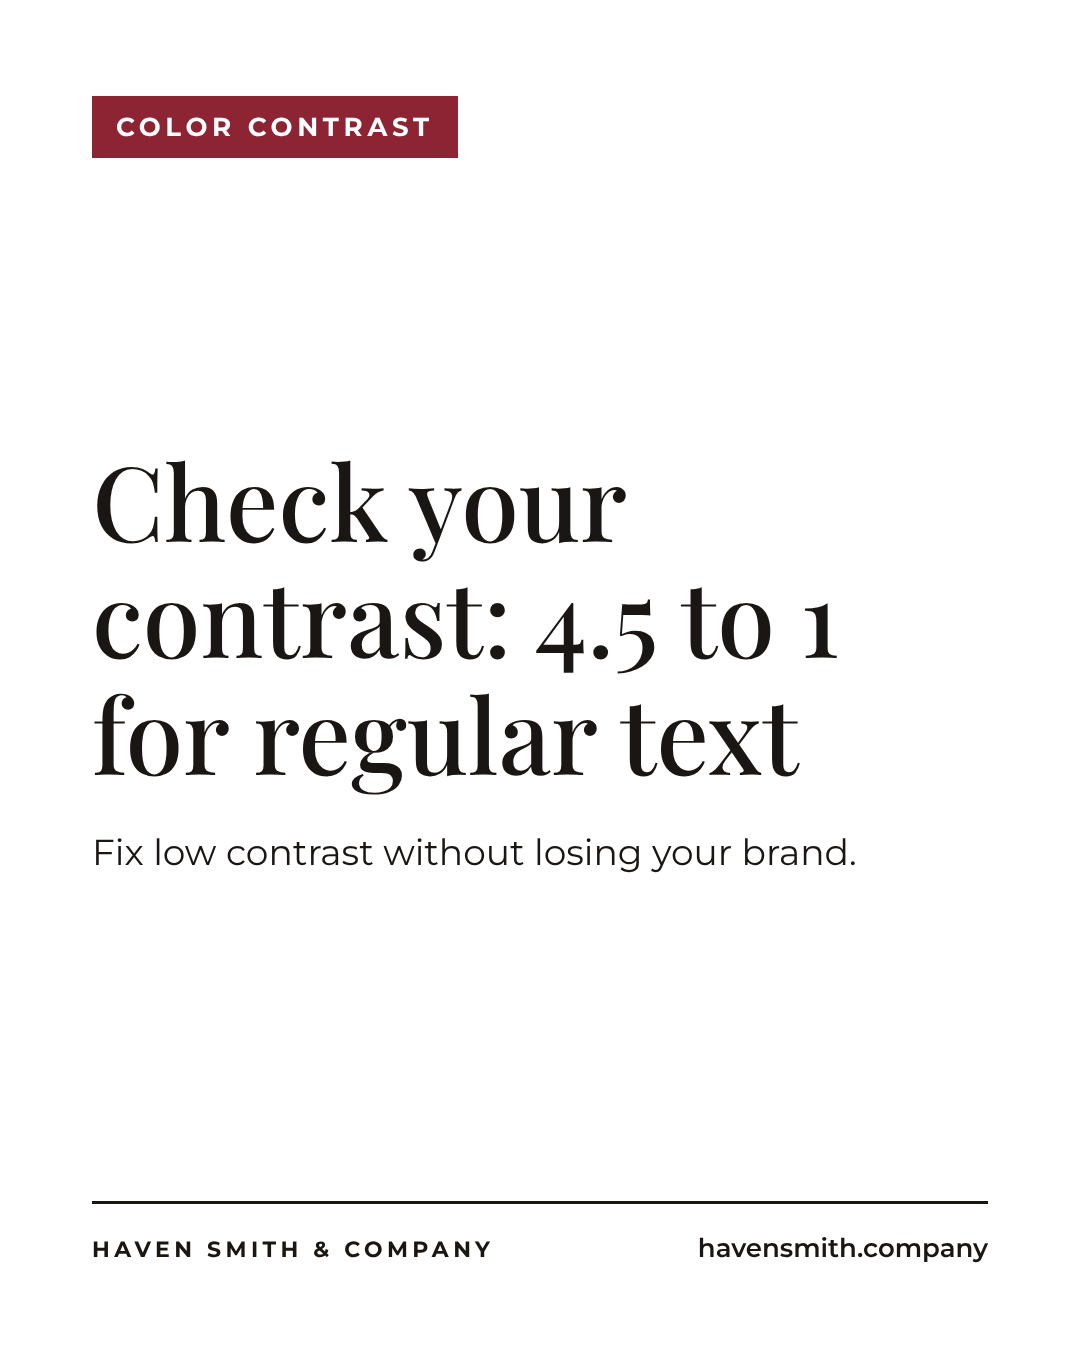 COLOR CONTRAST
Check your
contrast: 4.5 to 1
for regular text
Fix low contrast without losing your brand.
HAVEN SMITH & COMPANY
havensmith.company